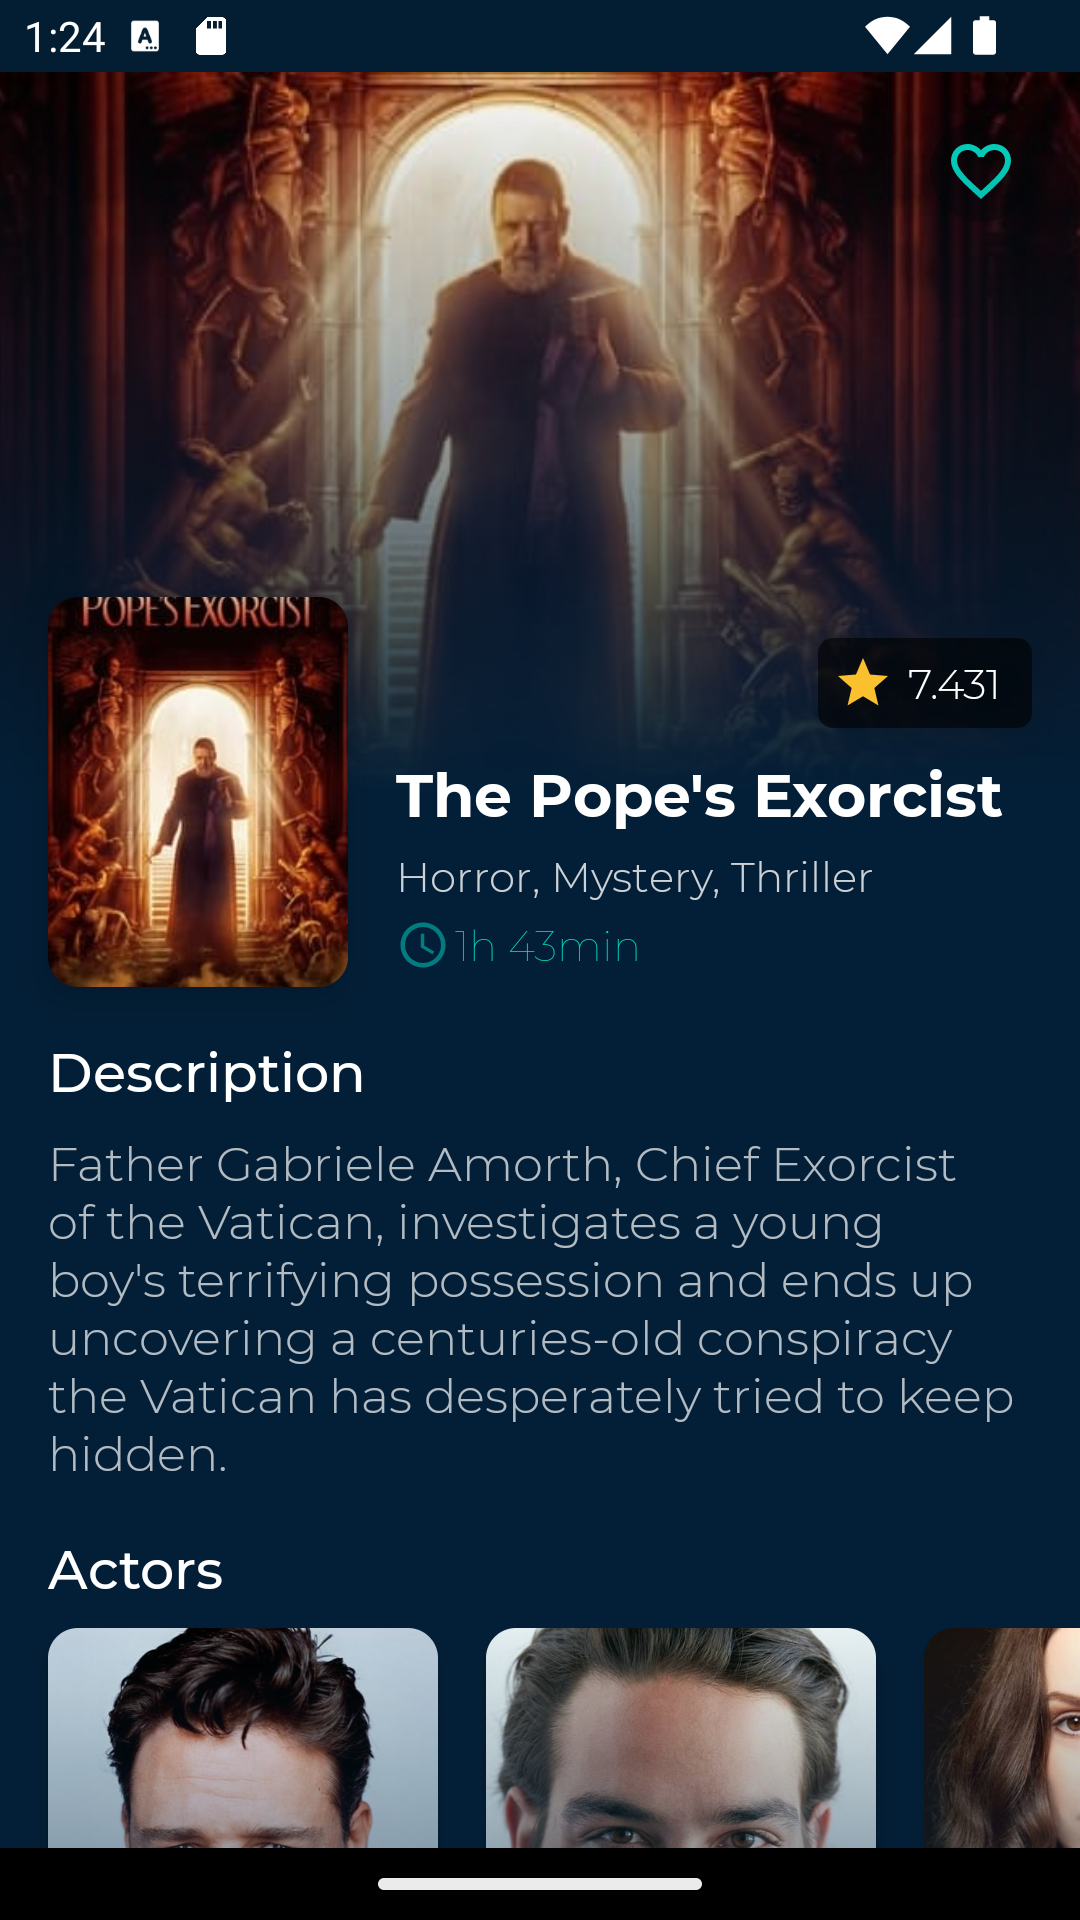 1:24
A
POPE'S EXORCIST
7.431
The Pope's Exorcist
Horror, Mystery, Thriller
1h 43min
Description
Father Gabriele Amorth, Chief Exorcist
of the Vatican, investigates a young
boy's terrifying possession and ends up
uncovering a centuries-old conspiracy
the Vatican has desperately tried to keep
hidden.
Actors